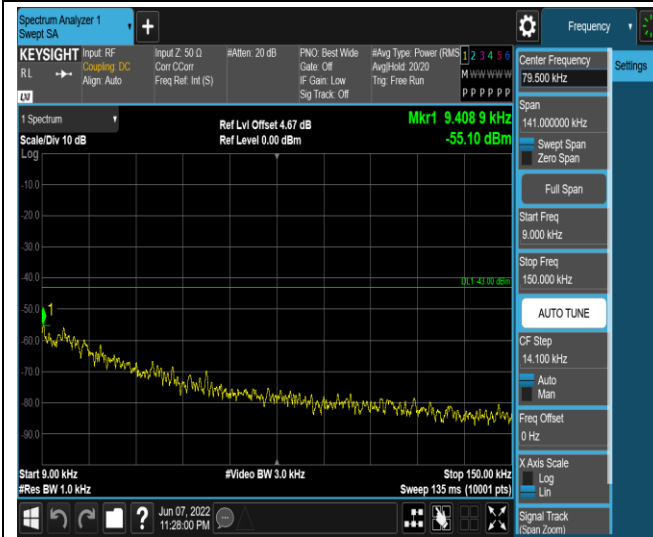 Spectrum Analyzer 1
Swept SA
+
Frequency
KEYSIGHT
RL
LXI
Input: RF
Coupling: DC
Align: Auto
Input Z: 50 Ω
Corr CCorr
Freq Ref: Int (S)
#Atten: 20 dB
PNO: Best Wide
Gate: Off
IF Gain: Low
Sig Track: Off
#Avg Type: Power (RMS
Avg|Hold: 20/20
Trig: Free Run
1 2 3 4 5 6
M W W W W W
P P P P P P
Center Frequency
79.500 kHz
Settings
Span
141.000000 kHz
Swept Span
Zero Span
Full Span
Start Freq
9.000 kHz
Stop Freq
150.000 kHz
AUTO TUNE
CF Step
14.100 kHz
Auto
Man
Freq Offset
0 Hz
X Axis Scale
Log
Lin
Signal Track
(Span Zoom)
1 Spectrum
Scale/Div 10 dB
Ref Lvl Offset 4.67 dB
Ref Level 0.00 dBm
Mkr1 9.408 9 kHz
-55.10 dBm
Log
-10.0
-20.0
-30.0
-40.0
DL1 -43.00 dBm
-50.0
1
-60.0
-70.0
-80.0
-90.0
Start 9.00 kHz
#Res BW 1.0 kHz
#Video BW 3.0 kHz
Stop 150.00 kHz
Sweep 135 ms (10001 pts)
?
Jun 07, 2022
11:28:00 PM